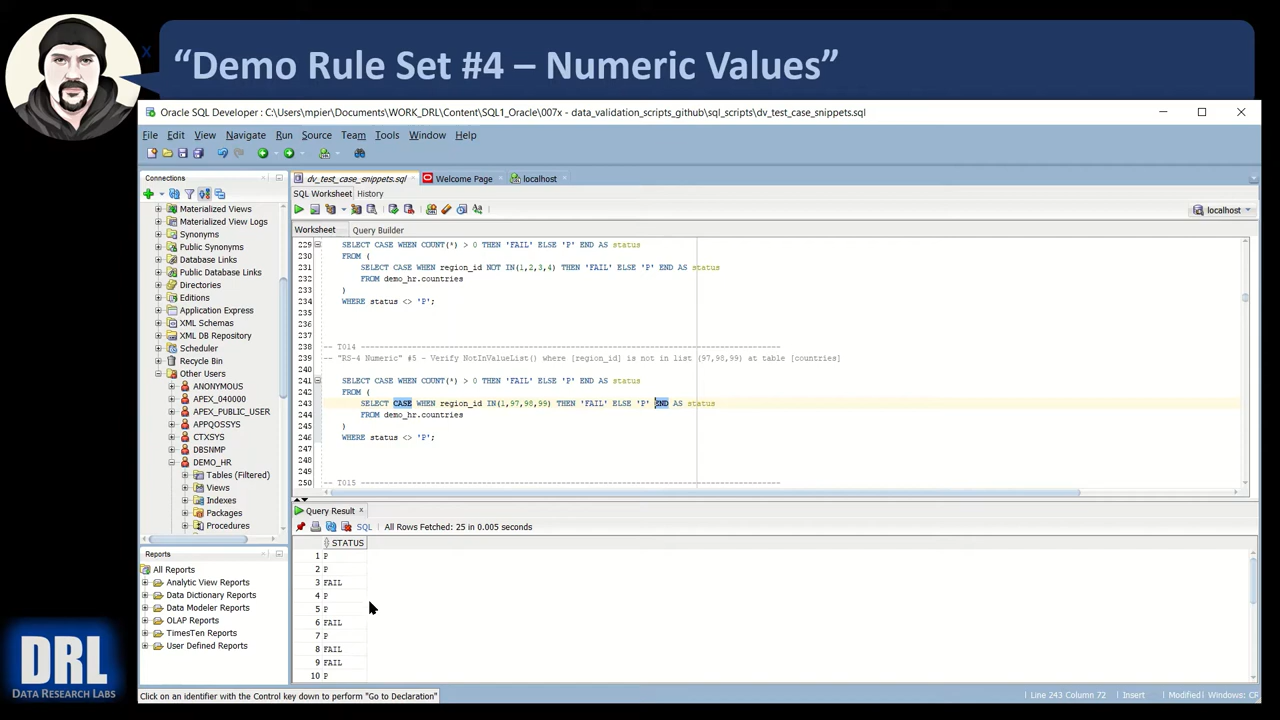 “Demo Rule Set #4 – Numeric Values”
x
Oracle SQL Developer : C:\Users\mpier\Documents\WORK_DRL\Content\SQL1_Oracle\007x - data_validation_scripts_github\sql_scripts\dv_test_case_snippets.sql
File Edit View Navigate Run Source Team Tools Window Help
Connections
Materialized Views
Materialized View Logs
Synonyms
Public Synonyms
Database Links
Public Database Links
Directories
Editions
Application Express
XML Schemas
XML DB Repository
Scheduler
Recycle Bin
Other Users
ANONYMOUS
APEX_040000
APEX_PUBLIC_USER
APPQOSSYS
CTXSYS
DBSNMP
DEMO_HR
Tables (Filtered)
Views
Indexes
Packages
Procedures
Reports
All Reports
Analytic View Reports
Data Dictionary Reports
Data Modeler Reports
OLAP Reports
TimesTen Reports
User Defined Reports
dv_test_case_snippets.sql Welcome Page localhost
SQL Worksheet History
localhost
Worksheet Query Builder
229 SELECT CASE WHEN COUNT(*) > 0 THEN 'FAIL' ELSE 'P' END AS status
230 FROM (
231 SELECT CASE WHEN region_id NOT IN(1,2,3,4) THEN 'FAIL' ELSE 'P' END AS status
232 FROM demo_hr.countries
233 )
234 WHERE status <> 'P';
235
236
237
238 -- T014 ------------------------------------------------------------------------
239 -- "RS-4 Numeric" #5 - Verify NotInValueList() where [region_id] is not in list (97,98,99) at table [countries]
240
241 SELECT CASE WHEN COUNT(*) > 0 THEN 'FAIL' ELSE 'P' END AS status
242 FROM (
243 SELECT CASE WHEN region_id IN(1,97,98,99) THEN 'FAIL' ELSE 'P' END AS status
244 FROM demo_hr.countries
245 )
246 WHERE status <> 'P';
247
248
249
250 -- T015 ------------------------------------------------------------------------
Query Result
SQL All Rows Fetched: 25 in 0.005 seconds
STATUS
1 P
2 P
3 FAIL
4 P
5 P
6 FAIL
7 P
8 FAIL
9 FAIL
10 P
Click on an identifier with the Control key down to perform "Go to Declaration"
Line 243 Column 72 Insert Modified Windows: CR
DRL
DATA RESEARCH LABS